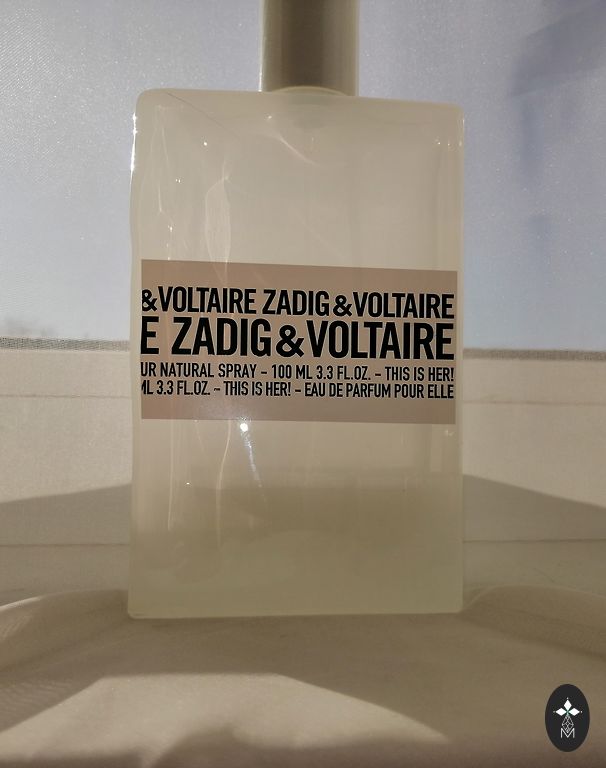 &VOLTAIRE ZADIG&VOLTAIRE
E ZADIG&VOLTAIRE
UR NATURAL SPRAY – 100 ML 3.3 FL.OZ. – THIS IS HER!
ML 3.3 FL.OZ. – THIS IS HER! – EAU DE PARFUM POUR ELLE
M